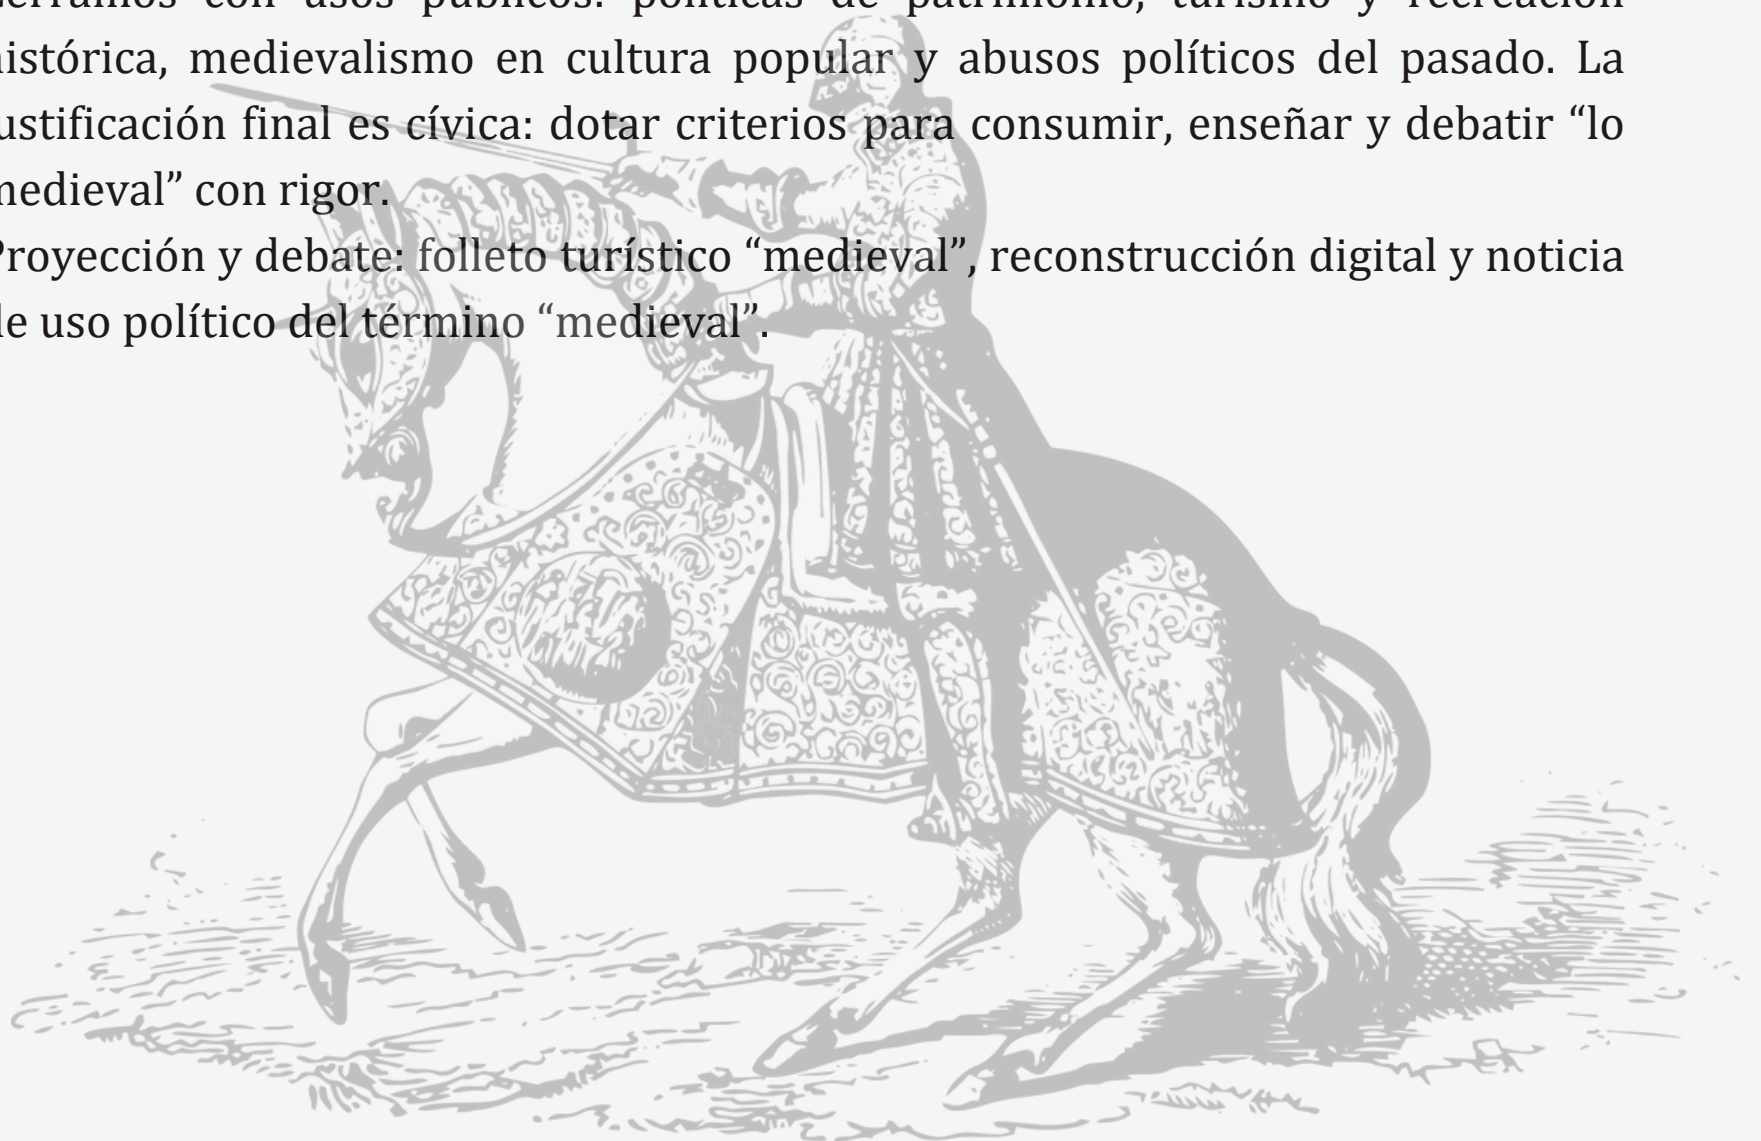 erramos con usos públicos: políticas de patrimonio, turismo y recreación
histórica, medievalismo en cultura popular y abusos políticos del pasado. La
ustificación final es cívica: dotar criterios para consumir, enseñar y debatir “lo
medieval” con rigor.
Proyección y debate: folleto turístico “medieval”, reconstrucción digital y noticia
de uso político del término “medieval”.